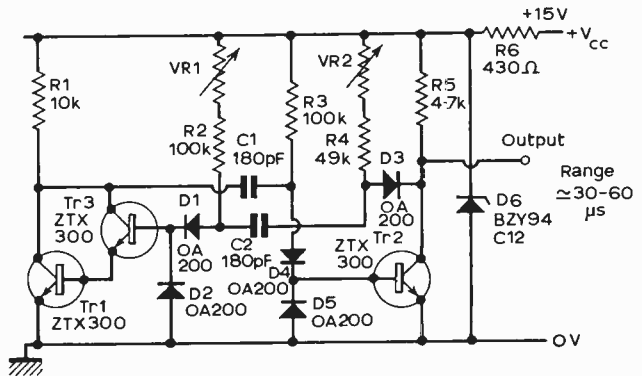 +15V
+Vcc
R6
430Ω
R1
10k
VR1
R2
100k
C1
180pF
R3
100k
VR2
R4
49k
D3
OA
200
R5
4·7k
Output
Range
≃30-60
μs
D6
BZY94
C12
Tr3
ZTX
300
D1
OA
200
C2
180pF
D4
OA200
ZTX
300
Tr2
Tr1
ZTX300
D2
OA200
D5
OA200
OV